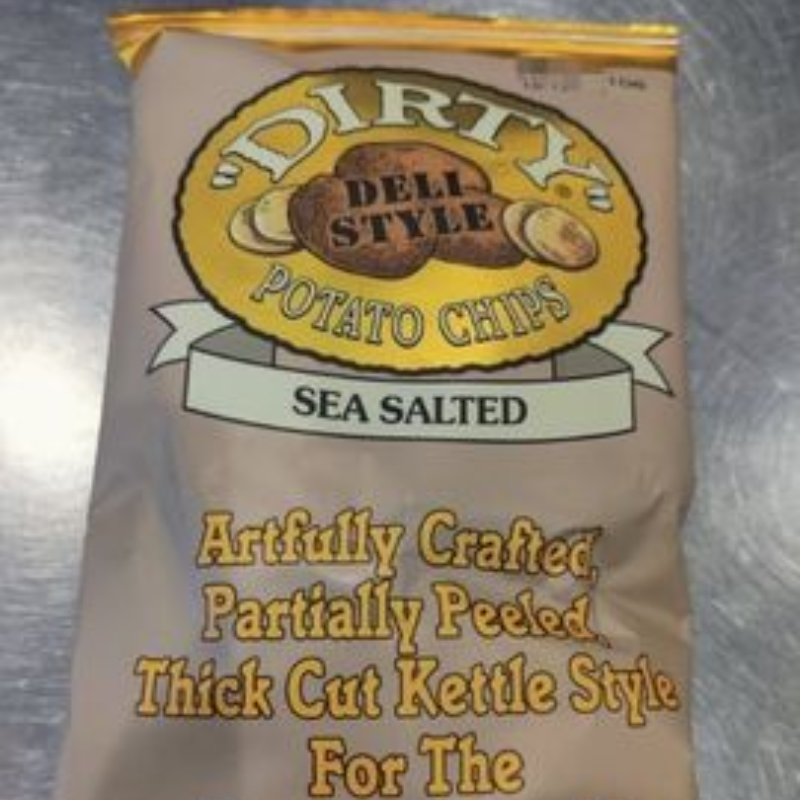 "DIRTY"
DELI
STYLE
POTATO CHIPS
SEA SALTED
Artfully Crafted,
Partially Peeled,
Thick Cut Kettle Style
For The